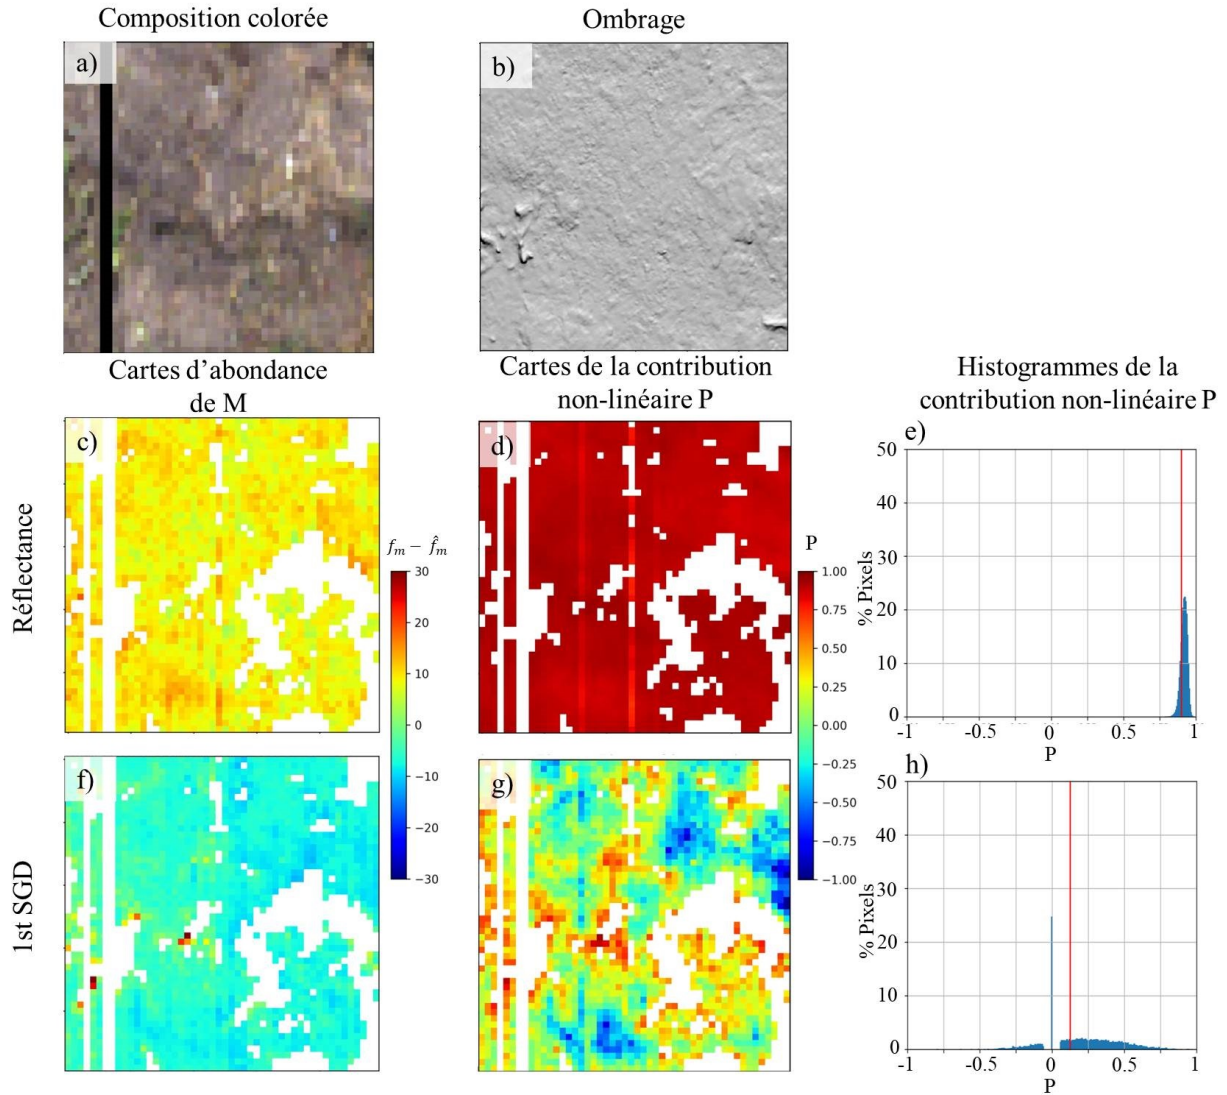 Composition colorée
Ombrage
a)
b)
Cartes d’abondance
de M
Cartes de la contribution
non-linéaire P
Histogrammes de la
contribution non-linéaire P
Réflectance
c)
f_m − f̂_m
30
20
10
0
−10
−20
−30
d)
P
1.00
0.75
0.50
0.25
0.00
−0.25
−0.50
−0.75
−1.00
e)
% Pixels
50
40
30
20
10
0
-1 -0.5 0 0.5 1
P
1st SGD
f)
g)
h)
% Pixels
50
40
30
20
10
0
-1 -0.5 0 0.5 1
P